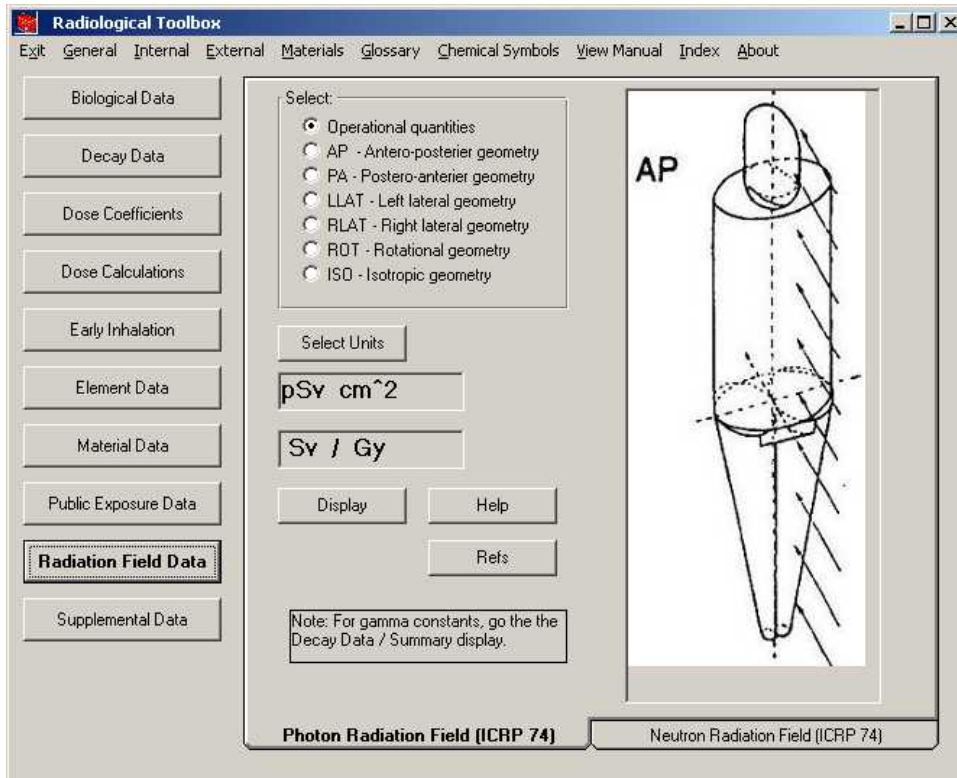 Radiological Toolbox
Exit General Internal External Materials Glossary Chemical Symbols View Manual Index About
Biological Data
Decay Data
Dose Coefficients
Dose Calculations
Early Inhalation
Element Data
Material Data
Public Exposure Data
Radiation Field Data
Supplemental Data
Select:
Operational quantities
AP - Antero-posterier geometry
PA - Postero-anterier geometry
LLAT - Left lateral geometry
RLAT - Right lateral geometry
ROT - Rotational geometry
ISO - Isotropic geometry
Select Units
pSv cm^2
Sv / Gy
Display
Help
Refs
Note: For gamma constants, go the the
Decay Data / Summary display.
AP
Photon Radiation Field (ICRP 74)
Neutron Radiation Field (ICRP 74)